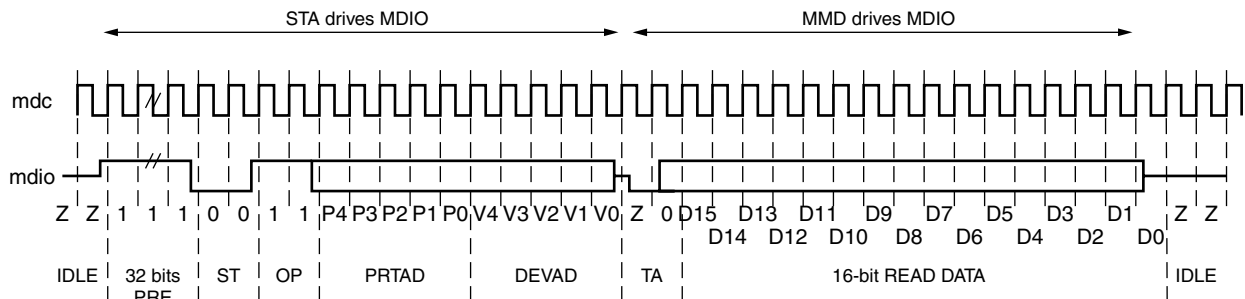 STA drives MDIO MMD drives MDIO
mdc
mdio
Z Z 1 1 1 0 0 1 1 P4 P3 P2 P1 P0 V4 V3 V2 V1 V0 Z 0 D15 D13 D11 D9 D7 D5 D3 D1 Z Z
D14 D12 D10 D8 D6 D4 D2 D0
IDLE 32 bits ST OP PRTAD DEVAD TA 16-bit READ DATA IDLE
PRE